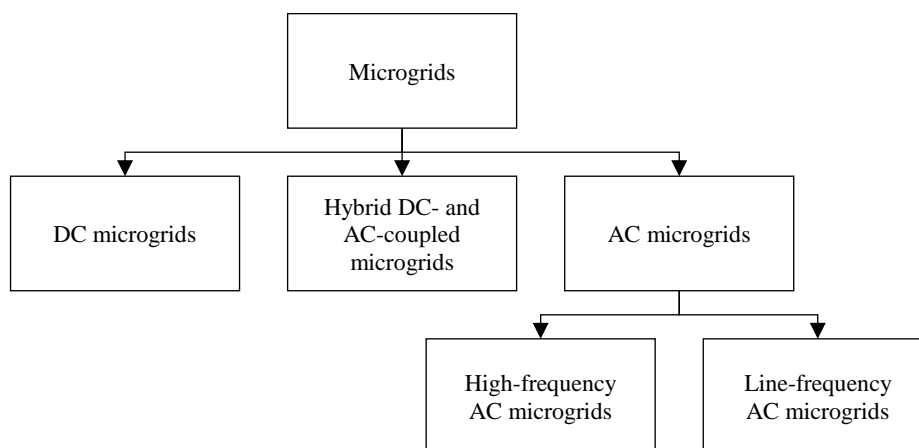 Microgrids
DC microgrids
Hybrid DC- and
AC-coupled
microgrids
AC microgrids
High-frequency
AC microgrids
Line-frequency
AC microgrids